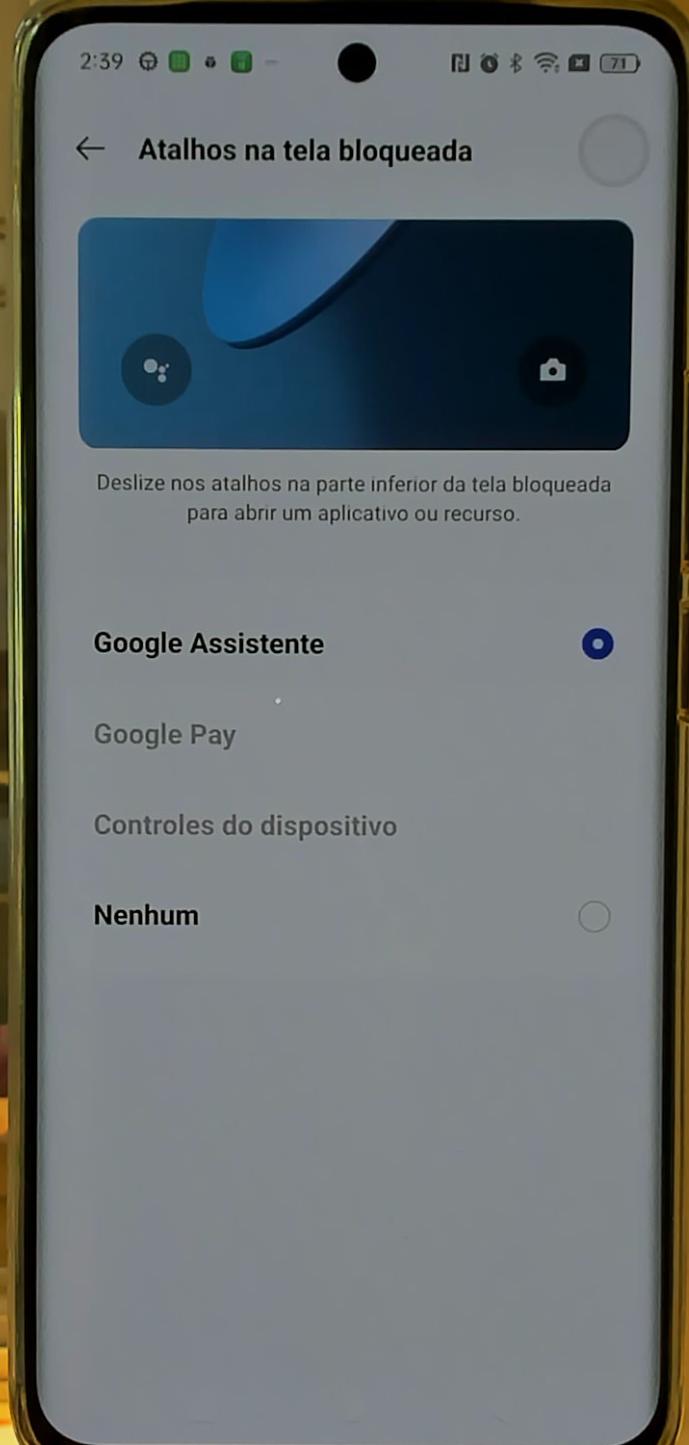 2:39
71
Atalhos na tela bloqueada
Deslize nos atalhos na parte inferior da tela bloqueada
para abrir um aplicativo ou recurso.
Google Assistente
Google Pay
Controles do dispositivo
Nenhum